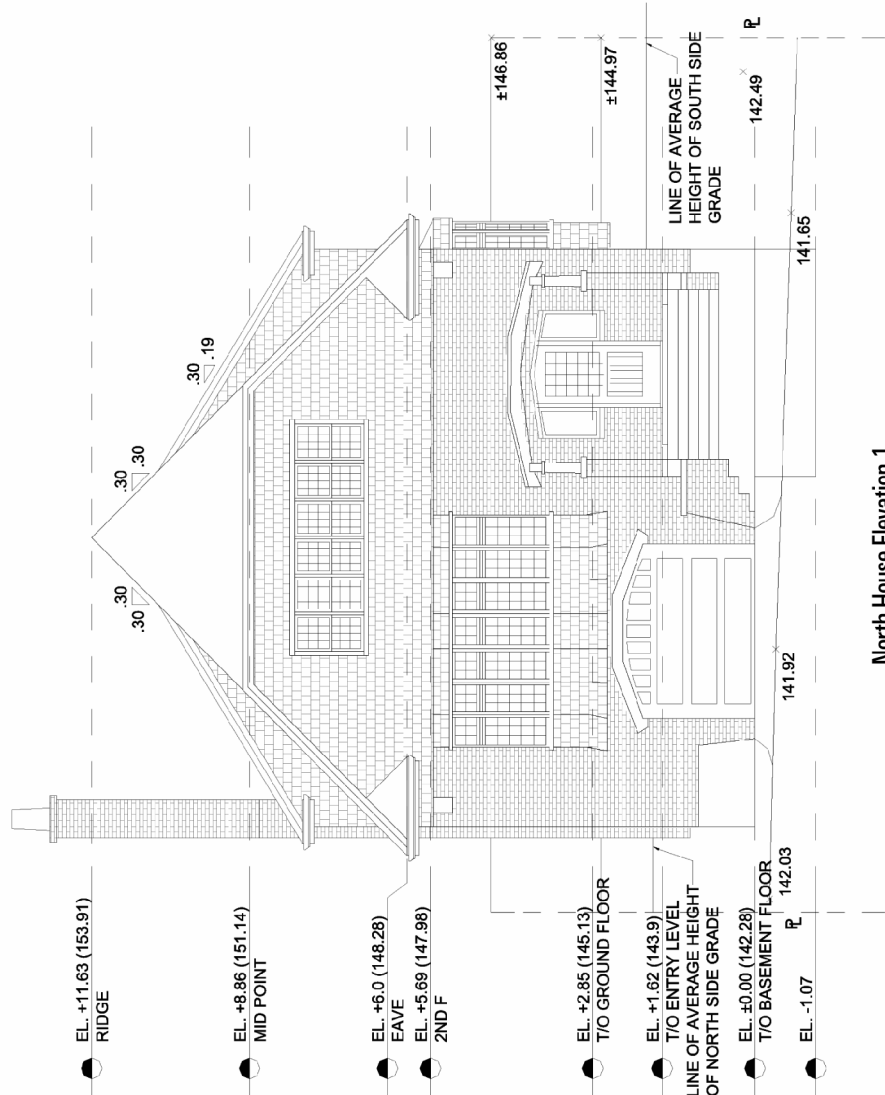 EL. +11.63 (153.91)
RIDGE
EL. +8.86 (151.14)
MID POINT
EL. +6.0 (148.28)
EAVE
EL. +5.69 (147.98)
2ND F
EL. +2.85 (145.13)
T/O GROUND FLOOR
EL. +1.62 (143.9)
T/O ENTRY LEVEL
LINE OF AVERAGE HEIGHT
OF NORTH SIDE GRADE
EL. ±0.00 (142.28)
T/O BASEMENT FLOOR
EL. -1.07
PL
142.03
141.92
141.65
142.49
PL
.30
.30
.30
.30
.30
.19
±146.86
±144.97
LINE OF AVERAGE
HEIGHT OF SOUTH SIDE
GRADE
North House Elevation 1